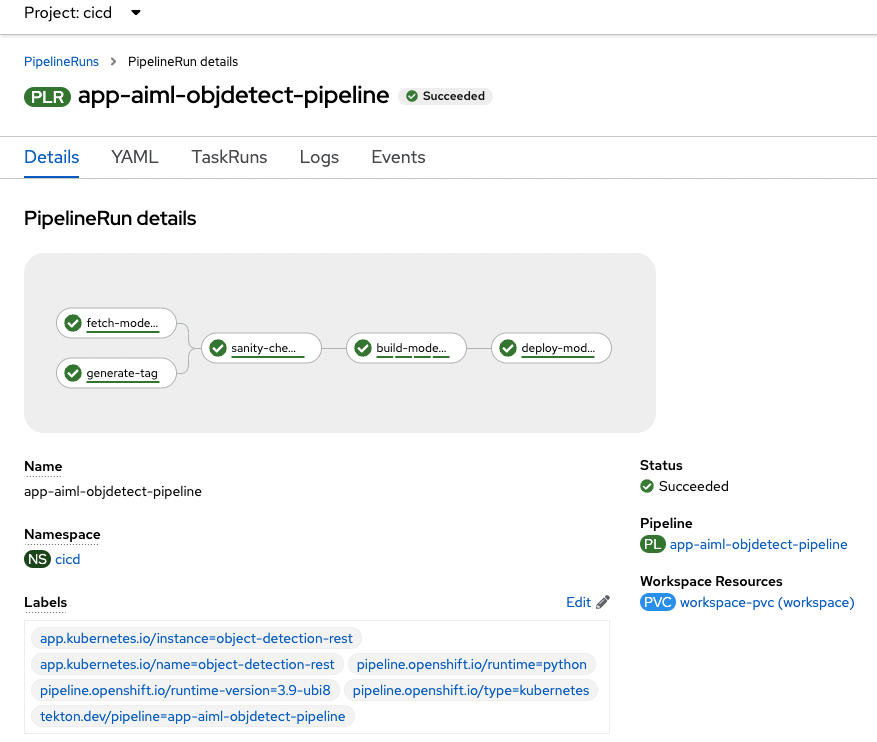 Project: cicd
PipelineRuns > PipelineRun details
PLR app-aiml-objdetect-pipeline Succeeded
Details YAML TaskRuns Logs Events
PipelineRun details
fetch-mode...
generate-tag
sanity-che...
build-mode...
deploy-mod...
Name
app-aiml-objdetect-pipeline
Namespace
NS cicd
Labels Edit
app.kubernetes.io/instance=object-detection-rest
app.kubernetes.io/name=object-detection-rest pipeline.openshift.io/runtime=python
pipeline.openshift.io/runtime-version=3.9-ubi8 pipeline.openshift.io/type=kubernetes
tekton.dev/pipeline=app-aiml-objdetect-pipeline
Status
Succeeded
Pipeline
PL app-aiml-objdetect-pipeline
Workspace Resources
PVC workspace-pvc (workspace)